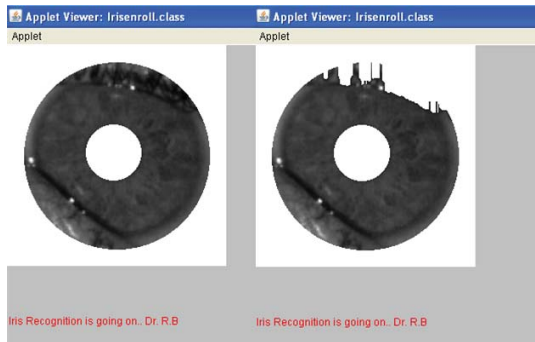 Applet Viewer: Irisenroll.class
Applet
Iris Recognition is going on.. Dr. R.B
Applet Viewer: Irisenroll.class
Applet
Iris Recognition is going on.. Dr. R.B